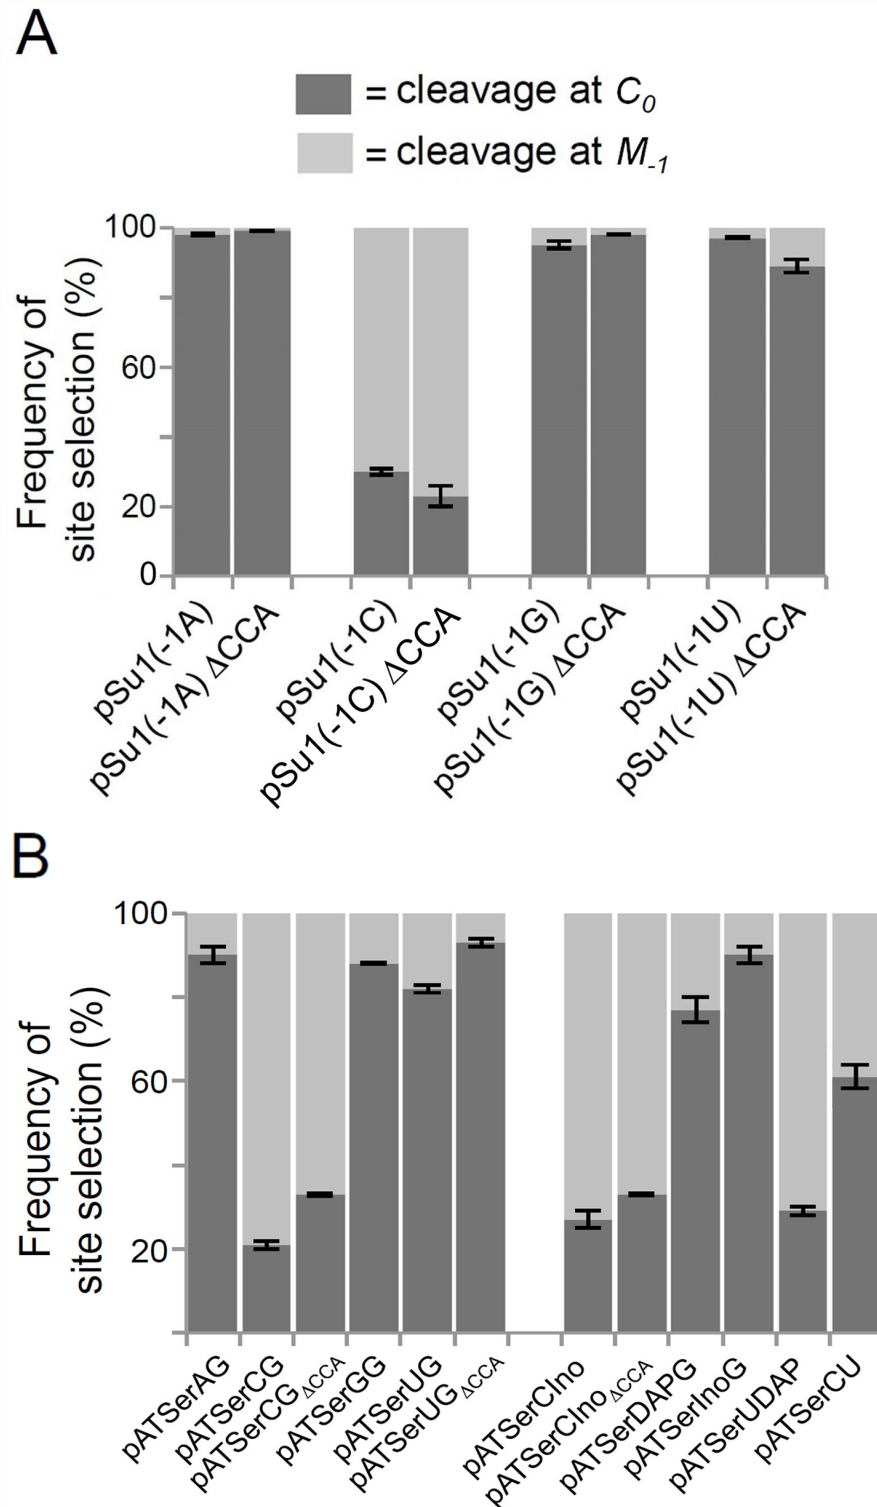 A
= cleavage at C0
= cleavage at M-1
Frequency of
site selection (%)
100
60
20
0
pSu1(-1A)
pSu1(-1A) ΔCCA
pSu1(-1C)
pSu1(-1C) ΔCCA
pSu1(-1G)
pSu1(-1G) ΔCCA
pSu1(-1U)
pSu1(-1U) ΔCCA
B
Frequency of
site selection (%)
100
60
20
pATSerAG
pATSerCG
pATSerCGΔCCA
pATSerGG
pATSerUG
pATSerUGΔCCA
pATSerCIno
pATSerCInoΔCCA
pATSerDAPG
pATSerInoG
pATSerUDAP
pATSerCU